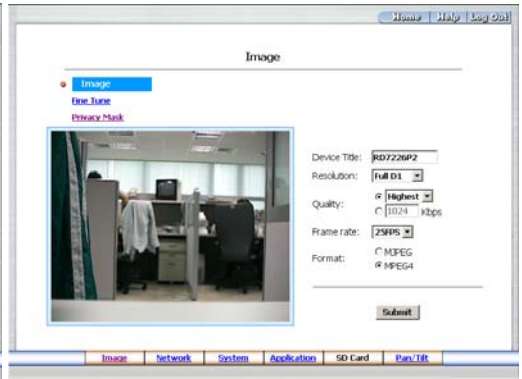 Home Help Log Out
Image
Image
Fine Tune
Privacy Mask
Device Title: RD7226P2
Resolution: Full D1
Quality: Highest
1024 Kbps
Frame rate: 25FPS
Format: MJPEG
MPEG4
Submit
Image Network System Application SD Card Pan/Tilt